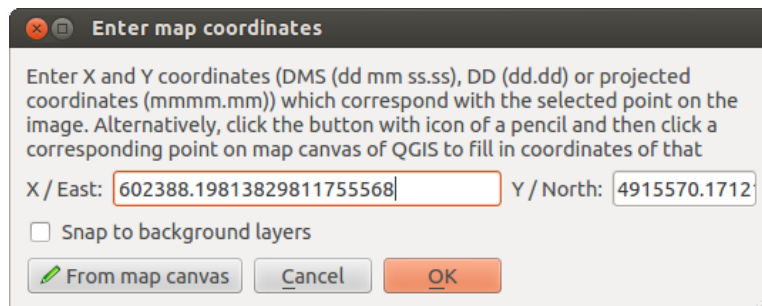 Enter map coordinates
Enter X and Y coordinates (DMS (dd mm ss.ss), DD (dd.dd) or projected
coordinates (mmmm.mm)) which correspond with the selected point on the
image. Alternatively, click the button with icon of a pencil and then click a
corresponding point on map canvas of QGIS to fill in coordinates of that
X / East: 602388.19813829811755568 Y / North: 4915570.1712
Snap to background layers
From map canvas Cancel OK